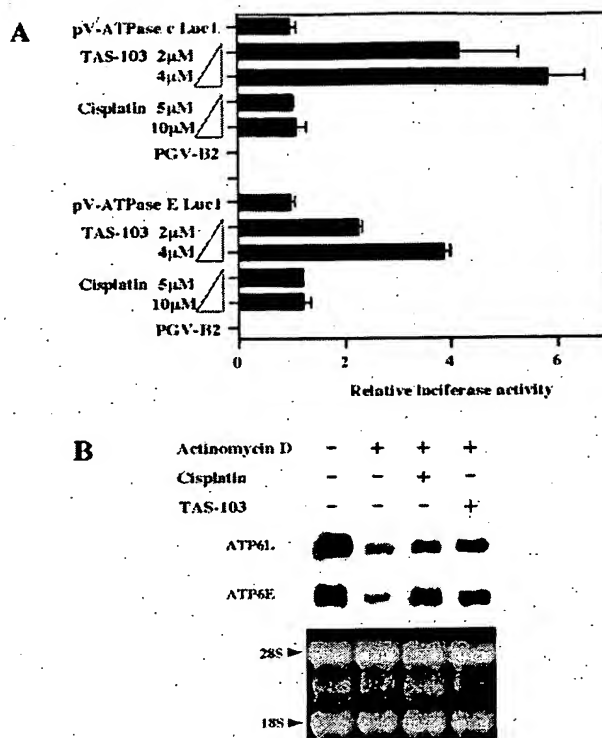 A
pV-ATPase c Luc1
TAS-103 2µM
4µM
Cisplatin 5µM
10µM
PGV-B2
pV-ATPase E Luc1
TAS-103 2µM
4µM
Cisplatin 5µM
10µM
PGV-B2
0 2 4 6
Relative luciferase activity
B
Actinomycin D - + + +
Cisplatin - - + -
TAS-103 - - - +
ATP6L
ATP6E
28S
18S